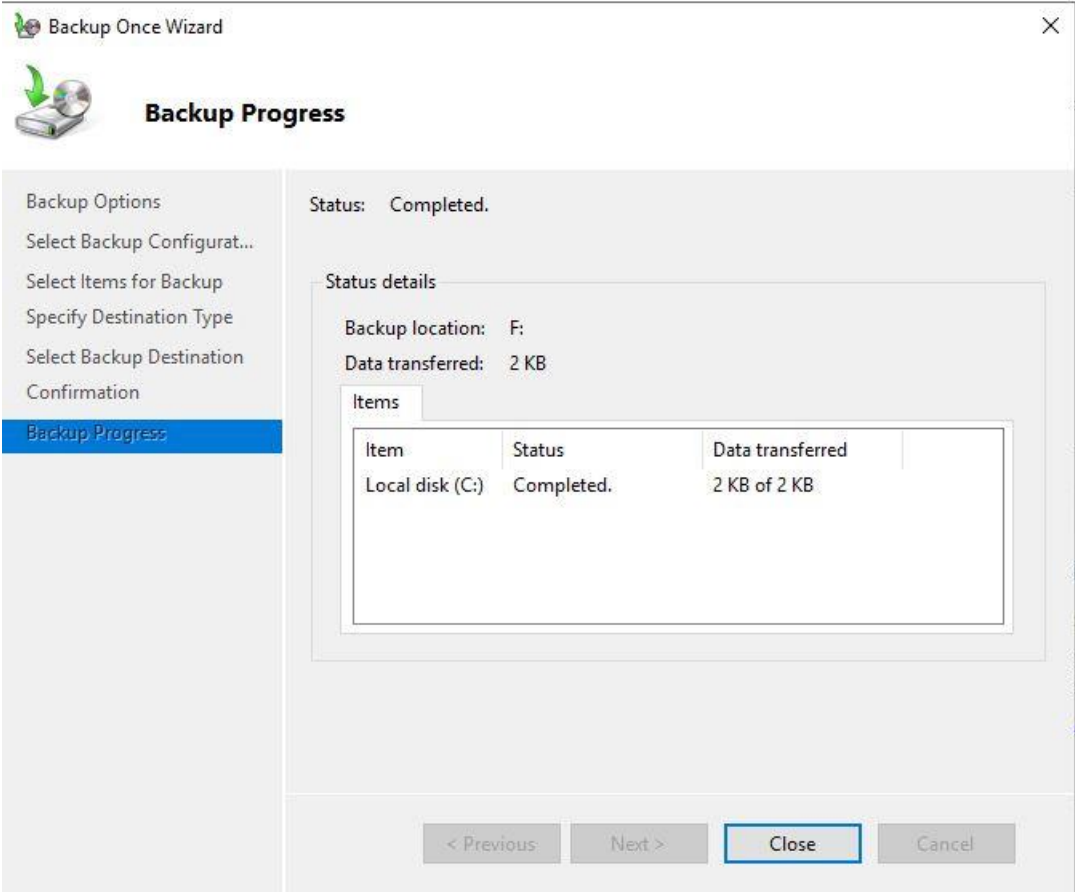 Backup Once Wizard
Backup Progress
Backup Options
Select Backup Configurat...
Select Items for Backup
Specify Destination Type
Select Backup Destination
Confirmation
Backup Progress
Status: Completed.
Status details
Backup location: F:
Data transferred: 2 KB
Items
Item Status Data transferred
Local disk (C:) Completed. 2 KB of 2 KB
< Previous Next > Close Cancel